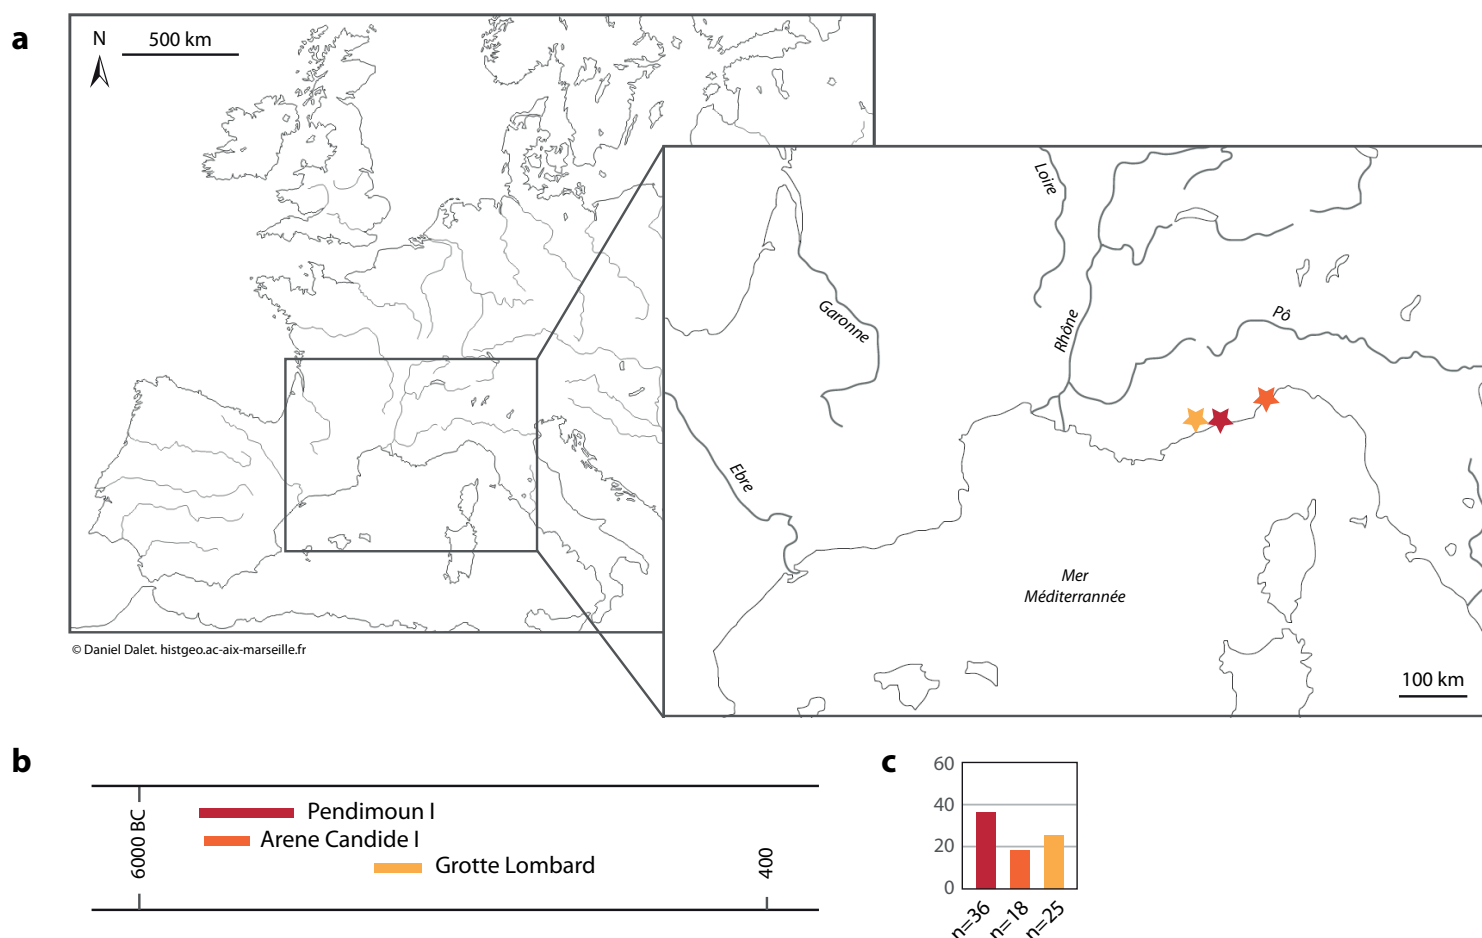 a
N
500 km
Loire
Garonne
Rhône
Pô
Ebre
Mer
Méditerrannée
100 km
© Daniel Dalet. histgeo.ac-aix-marseille.fr
b
6000 BC
Pendimoun I
Arene Candide I
Grotte Lombard
400
c
60
40
20
0
n=36
n=18
n=25